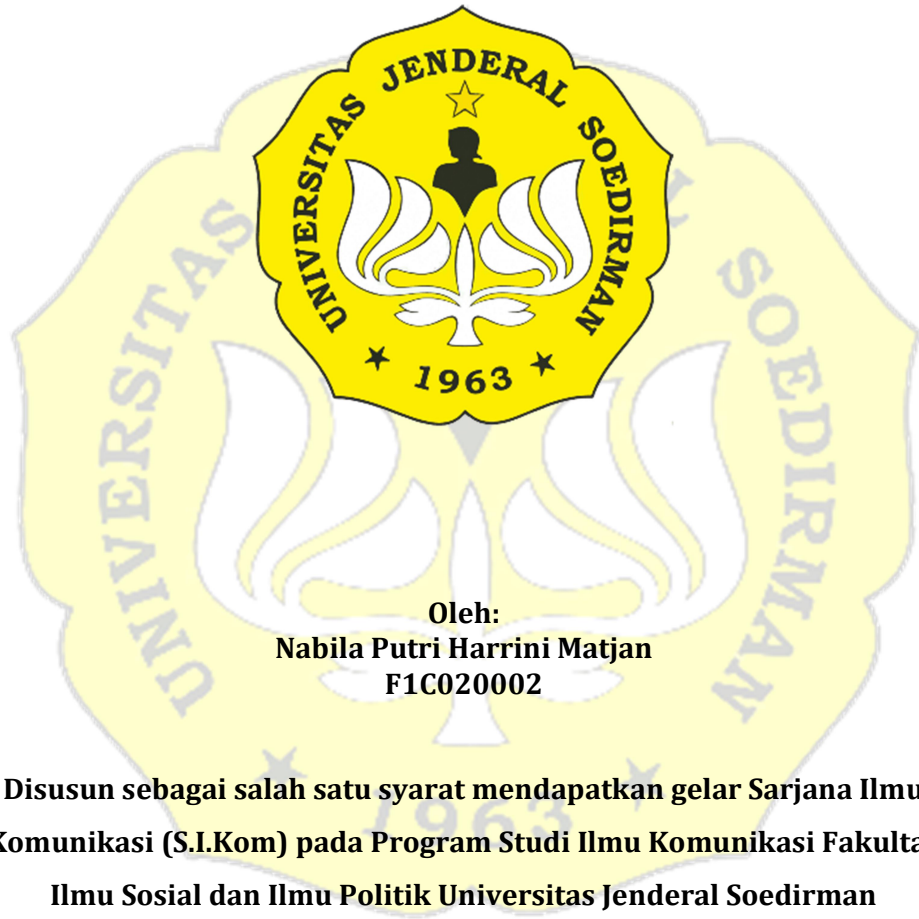 UNIVERSITAS JENDERAL SOEDIRMAN
1963
Oleh:
Nabila Putri Harrini Matjan
F1C020002
Disusun sebagai salah satu syarat mendapatkan gelar Sarjana Ilmu
Komunikasi (S.I.Kom) pada Program Studi Ilmu Komunikasi Fakulta
Ilmu Sosial dan Ilmu Politik Universitas Jenderal Soedirman